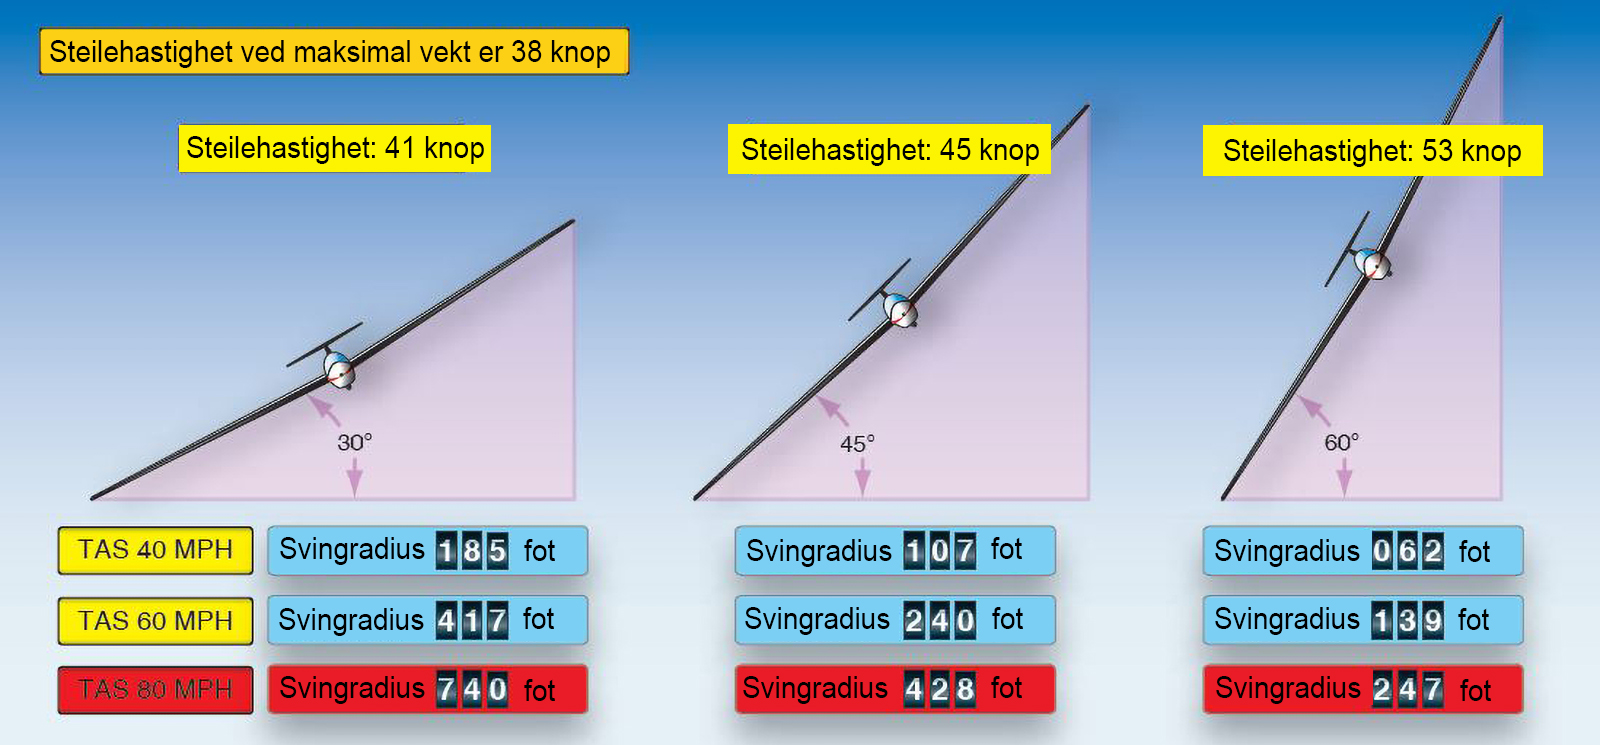 Steilehastighet ved maksimal vekt er 38 knop
Steilehastighet: 41 knop
Steilehastighet: 45 knop
Steilehastighet: 53 knop
30°
45°
60°
TAS 40 MPH
Svingradius 185 fot
Svingradius 107 fot
Svingradius 062 fot
TAS 60 MPH
Svingradius 417 fot
Svingradius 240 fot
Svingradius 139 fot
TAS 80 MPH
Svingradius 740 fot
Svingradius 428 fot
Svingradius 247 fot